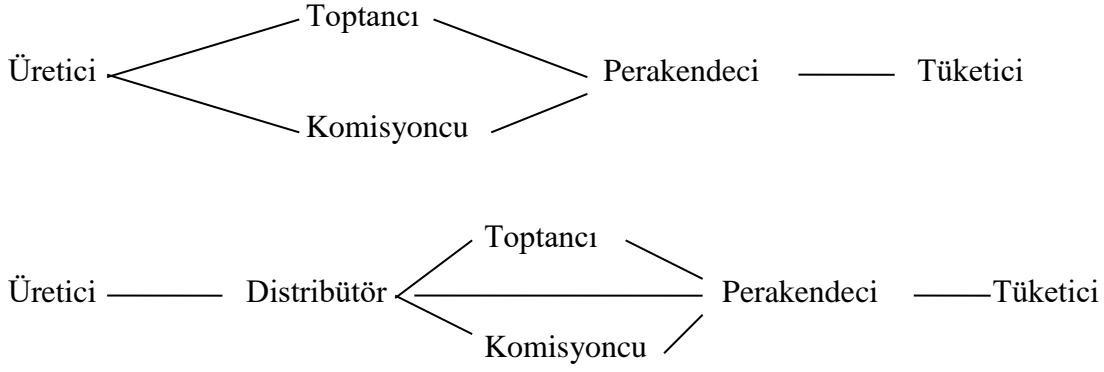 Toptancı
Üretici Perakendeci Tüketici
Komisyoncu
Toptancı
Üretici Distribütör Perakendeci Tüketici
Komisyoncu